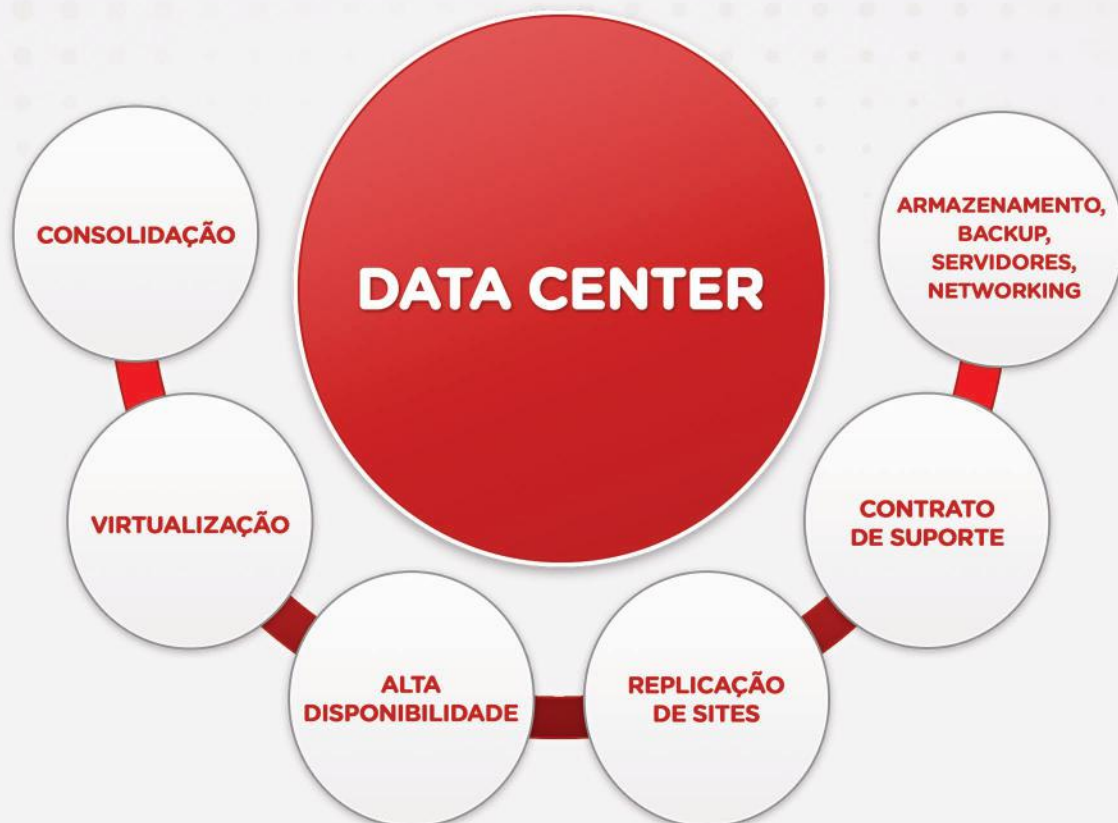 DATA CENTER
CONSOLIDAÇÃO
VIRTUALIZAÇÃO
ALTA
DISPONIBILIDADE
REPLICAÇÃO
DE SITES
CONTRATO
DE SUPORTE
ARMAZENAMENTO,
BACKUP,
SERVIDORES,
NETWORKING